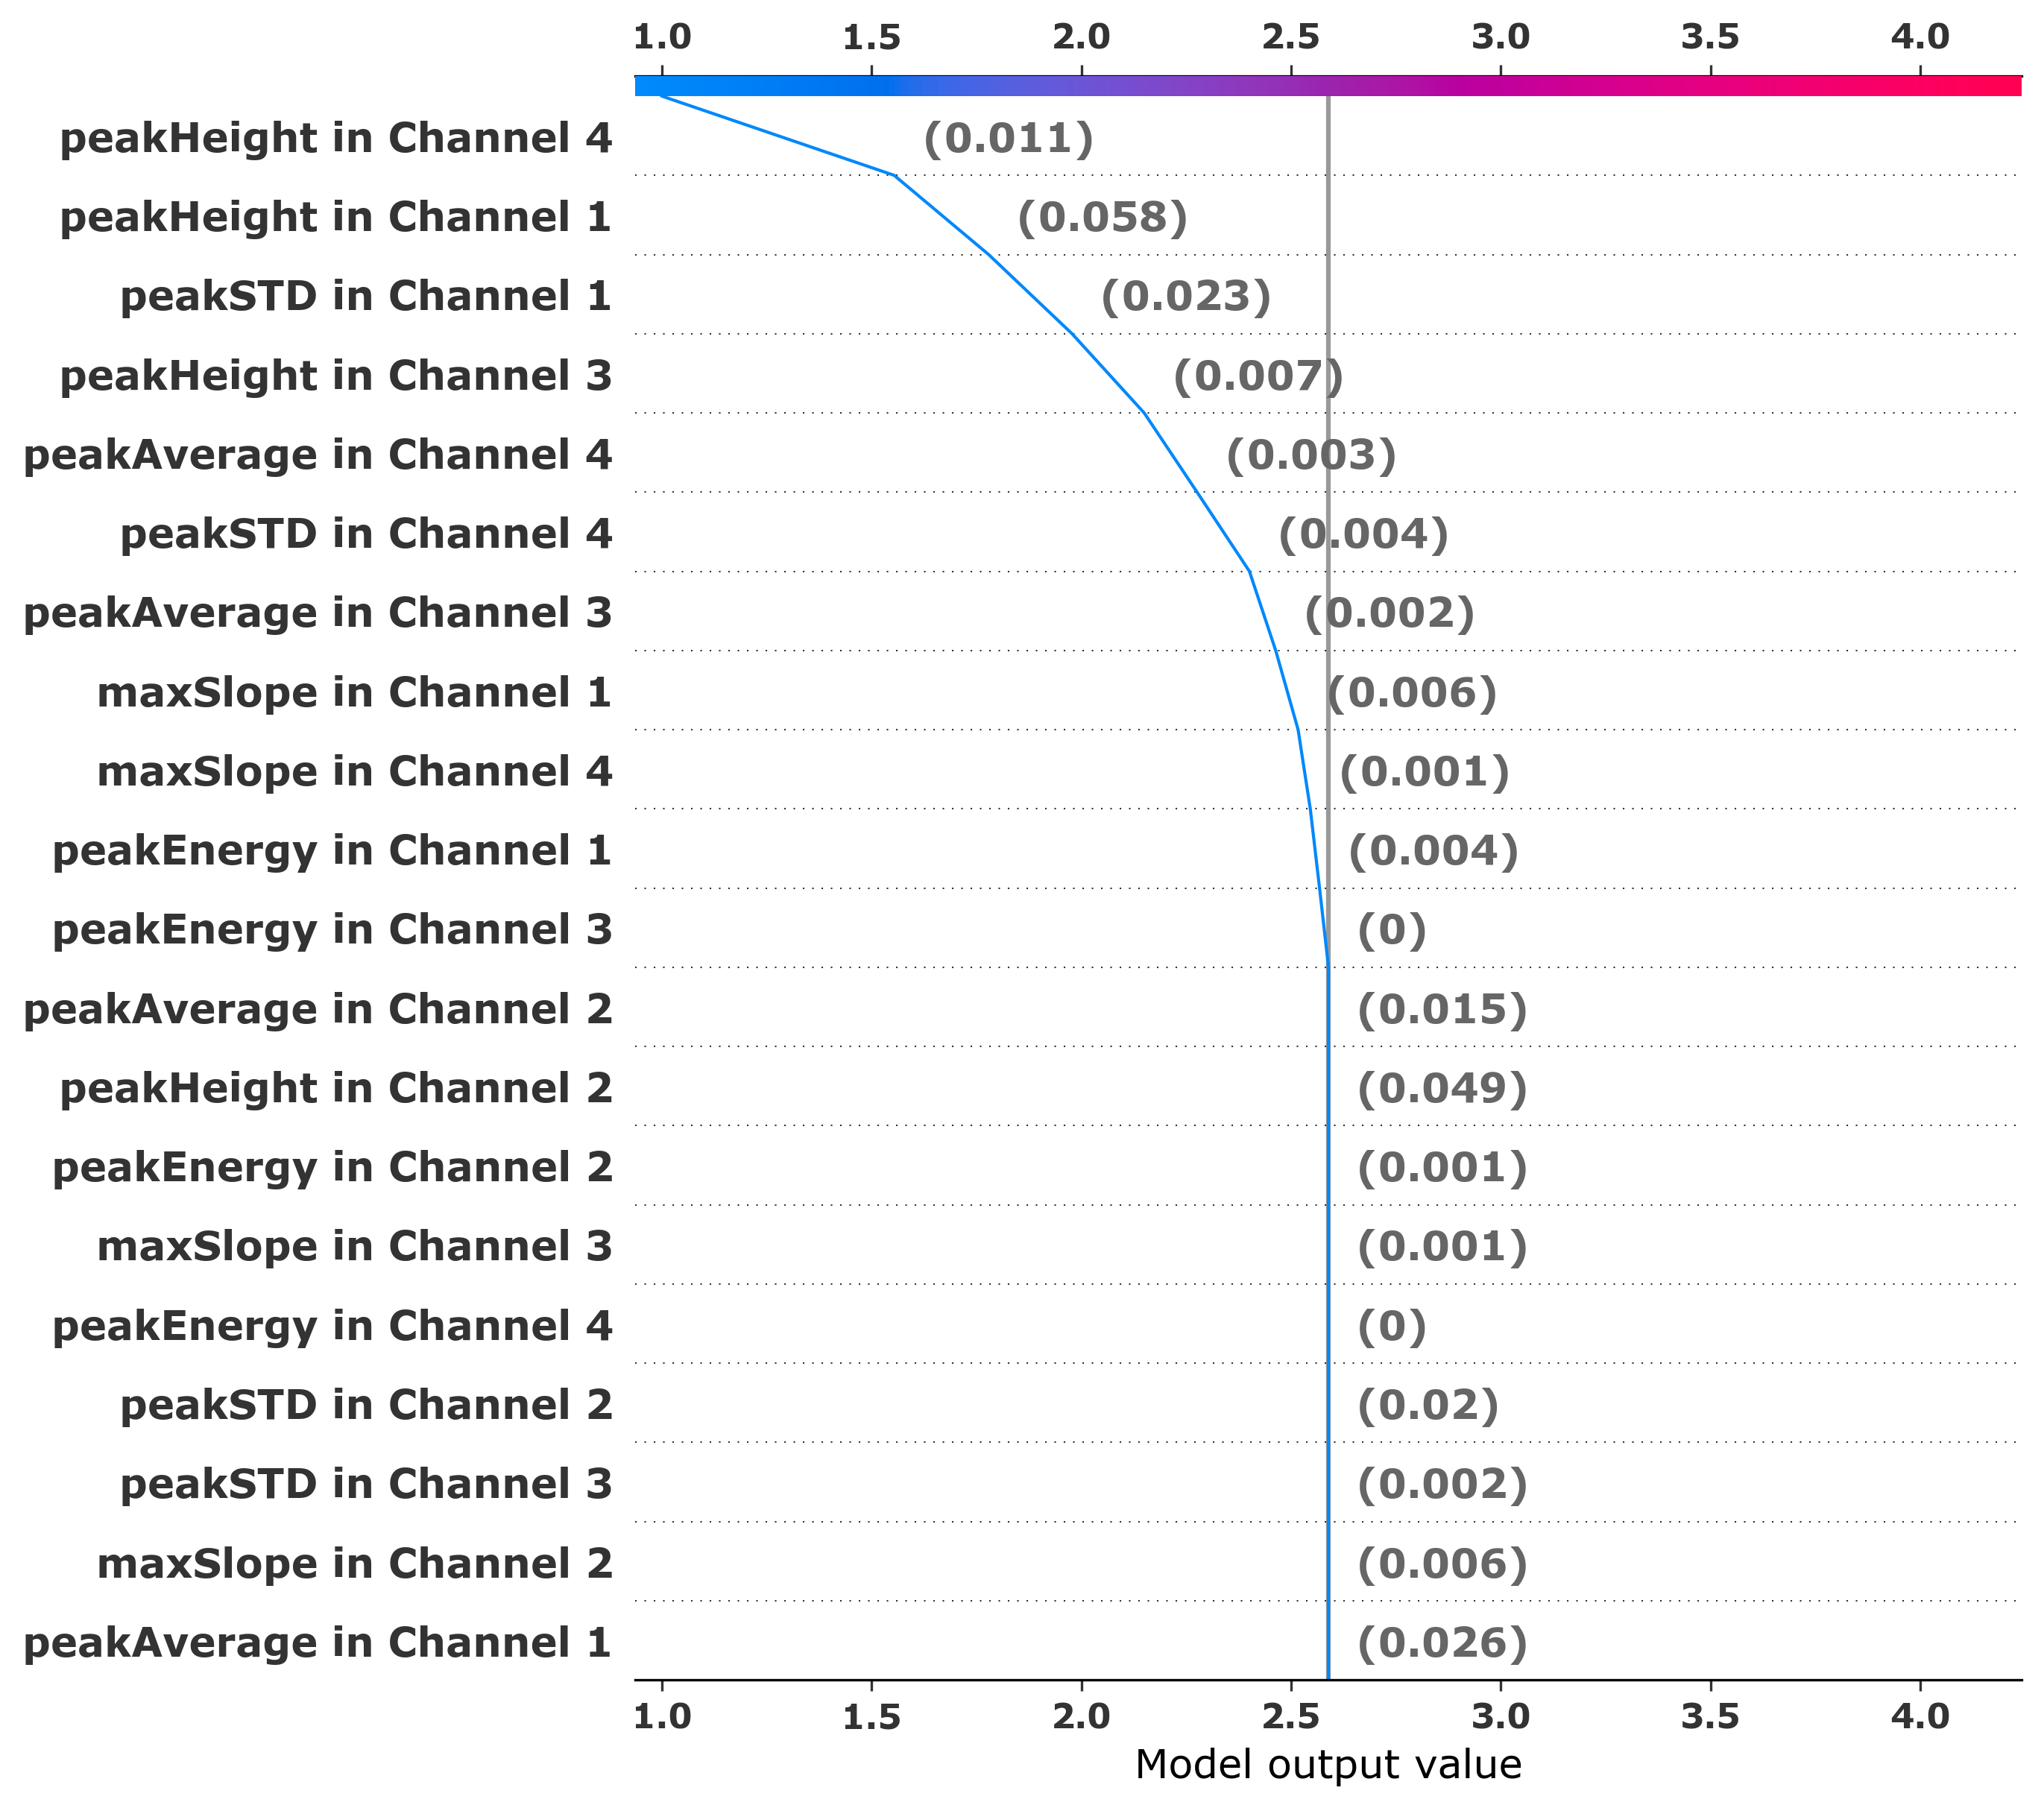 1.0 1.5 2.0 2.5 3.0 3.5 4.0
peakHeight in Channel 4 (0.011)
peakHeight in Channel 1 (0.058)
peakSTD in Channel 1 (0.023)
peakHeight in Channel 3 (0.007)
peakAverage in Channel 4 (0.003)
peakSTD in Channel 4 (0.004)
peakAverage in Channel 3 (0.002)
maxSlope in Channel 1 (0.006)
maxSlope in Channel 4 (0.001)
peakEnergy in Channel 1 (0.004)
peakEnergy in Channel 3 (0)
peakAverage in Channel 2 (0.015)
peakHeight in Channel 2 (0.049)
peakEnergy in Channel 2 (0.001)
maxSlope in Channel 3 (0.001)
peakEnergy in Channel 4 (0)
peakSTD in Channel 2 (0.02)
peakSTD in Channel 3 (0.002)
maxSlope in Channel 2 (0.006)
peakAverage in Channel 1 (0.026)
1.0 1.5 2.0 2.5 3.0 3.5 4.0
Model output value